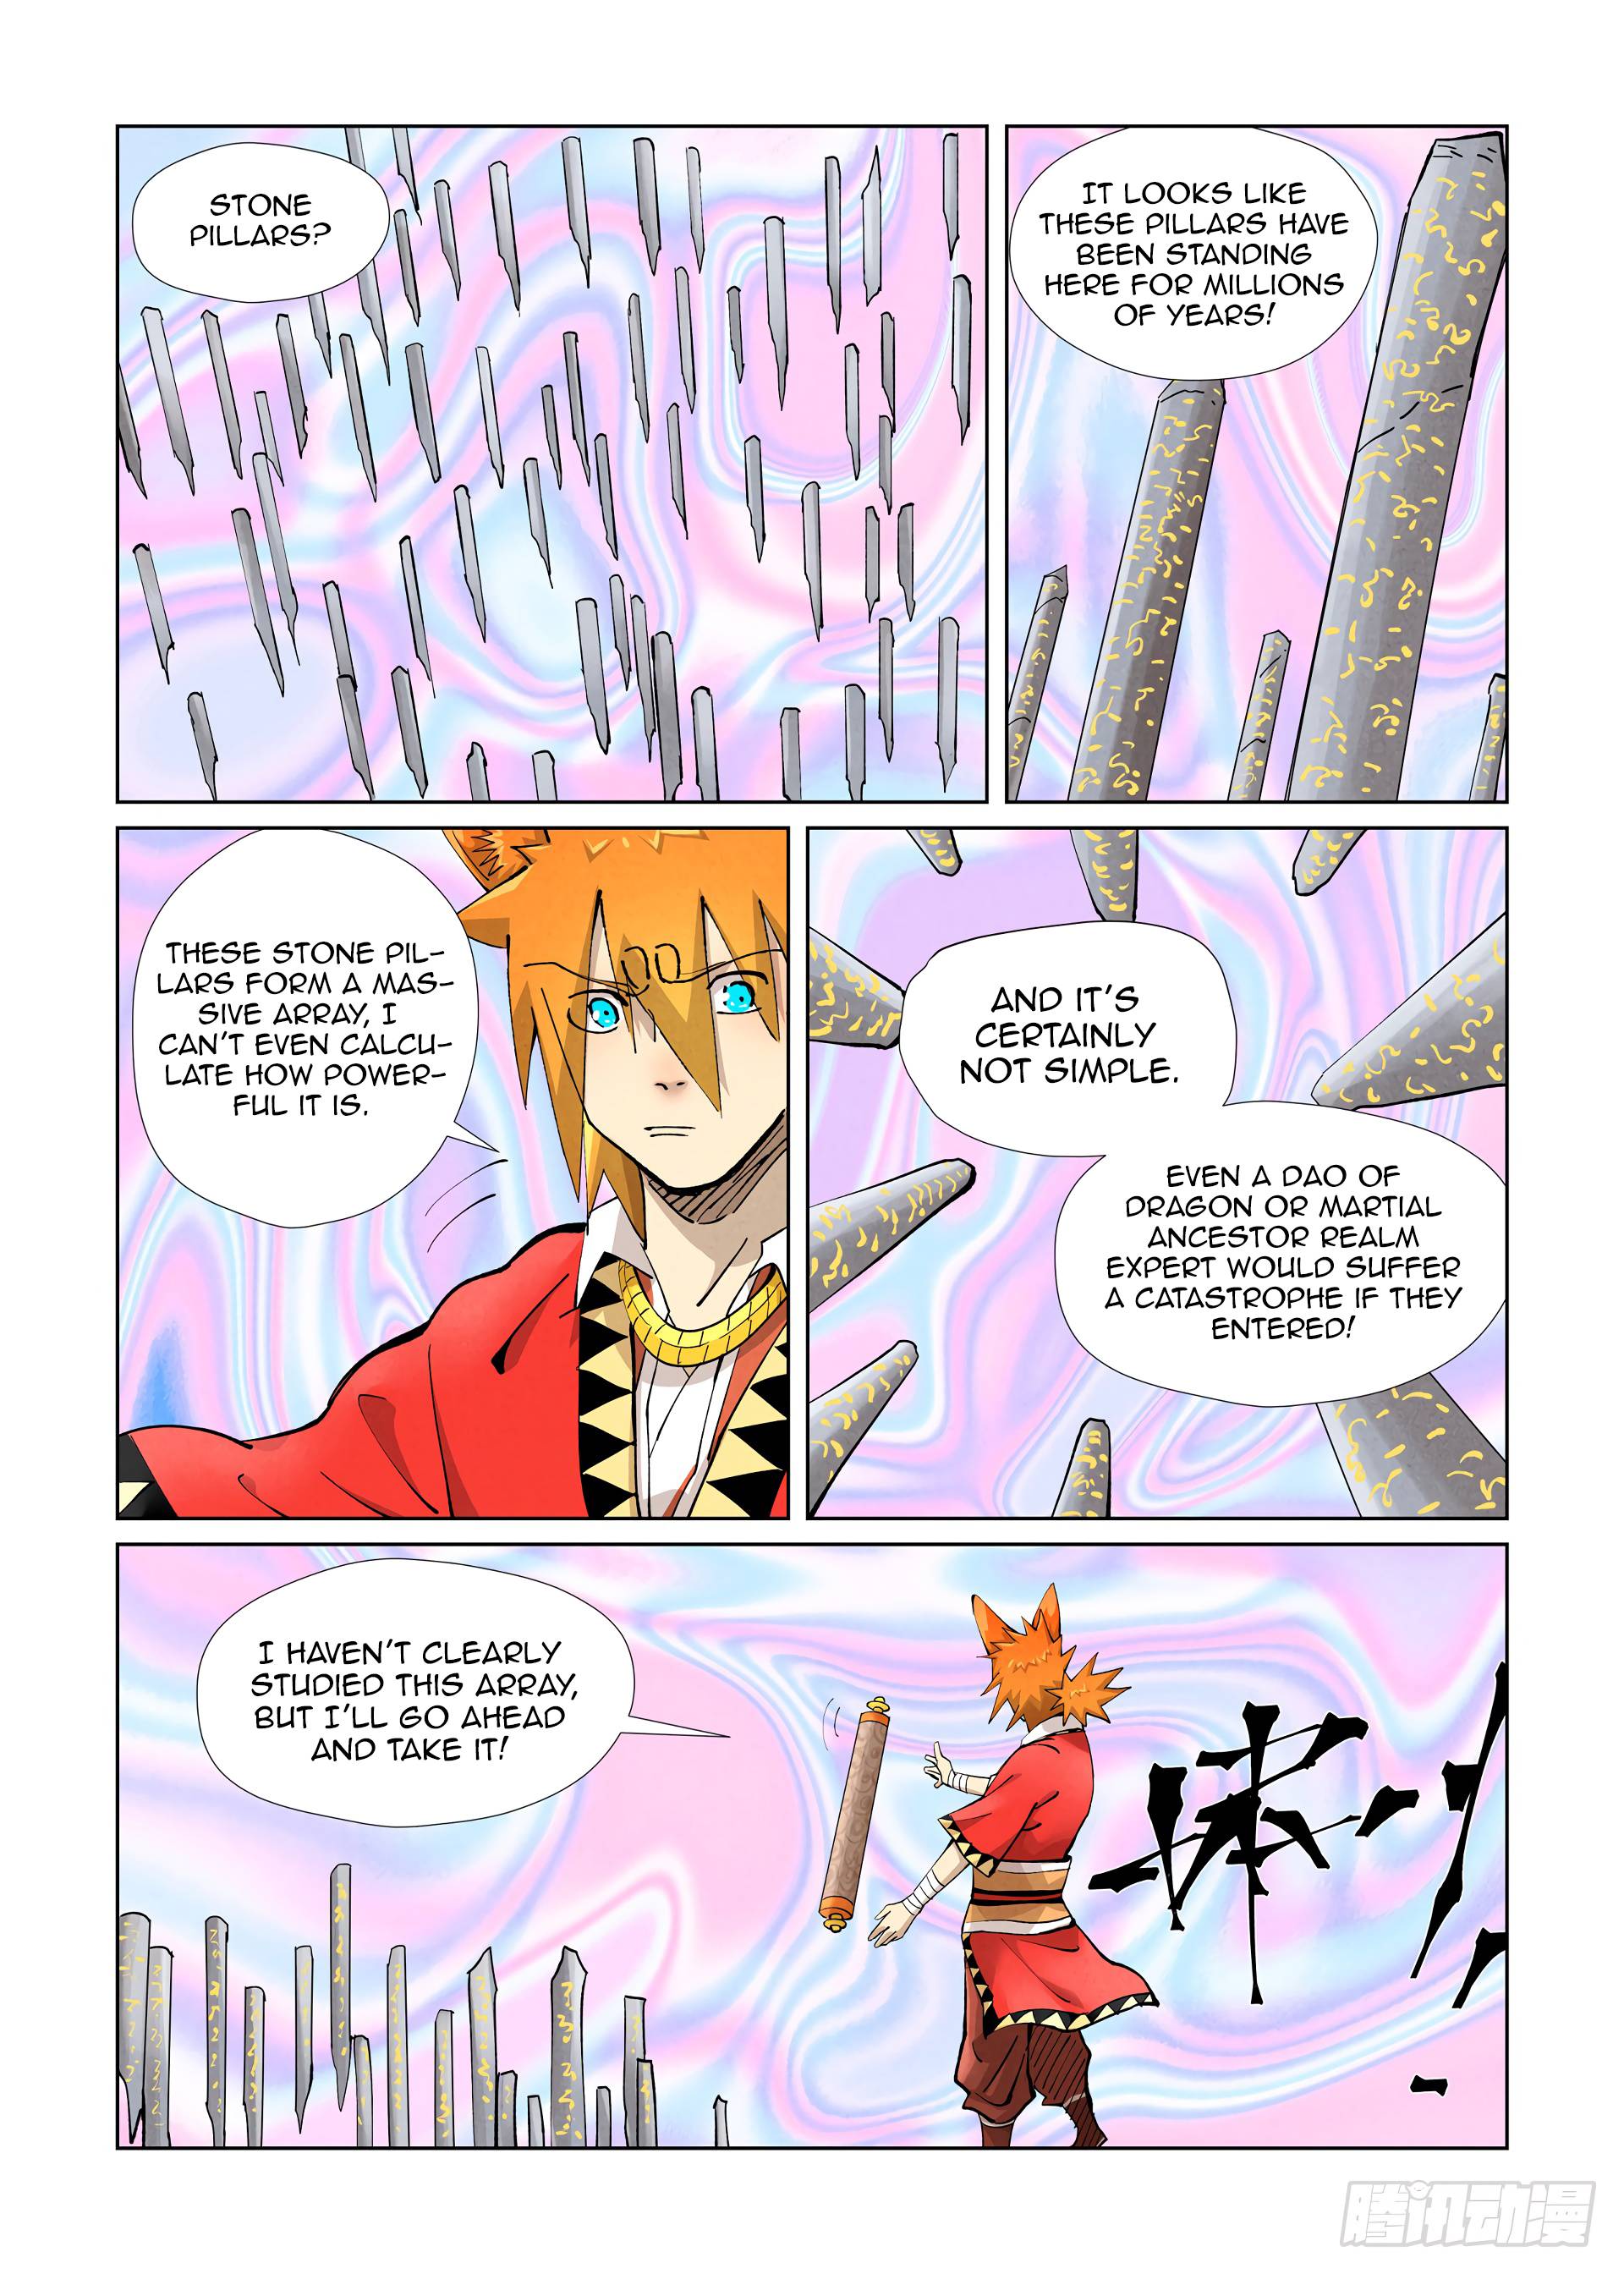 STONE
PILLARS?
IT LOOKS LIKE
THESE PILLARS HAVE
BEEN STANDING
HERE FOR MILLIONS
OF YEARS!
THESE STONE PIL-
LARS FORM A MAS-
SIVE ARRAY, I
CAN'T EVEN CALCU-
LATE HOW POWER-
FUL IT IS.
AND IT'S
CERTAINLY
NOT SIMPLE.
EVEN A DAO OF
DRAGON OR MARTIAL
ANCESTOR REALM
EXPERT WOULD SUFFER
A CATASTROPHE IF THEY
ENTERED!
I HAVEN'T CLEARLY
STUDIED THIS ARRAY,
BUT I'LL GO AHEAD
AND TAKE IT!
腾讯动漫